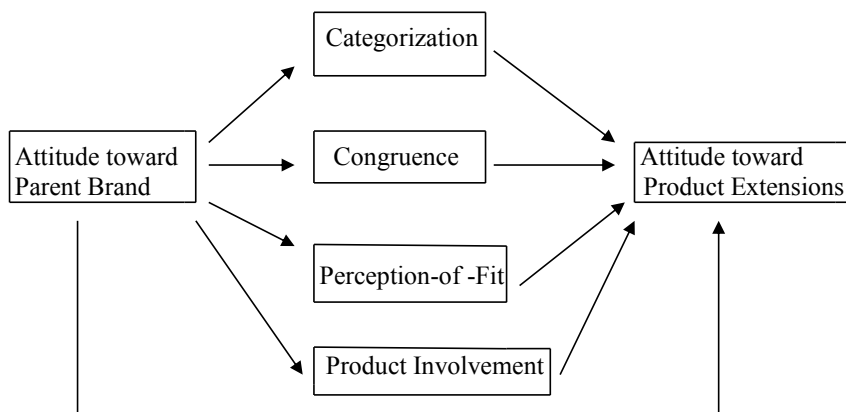 Categorization
Attitude toward
Parent Brand
Congruence
Attitude toward
Product Extensions
Perception-of -Fit
Product Involvement